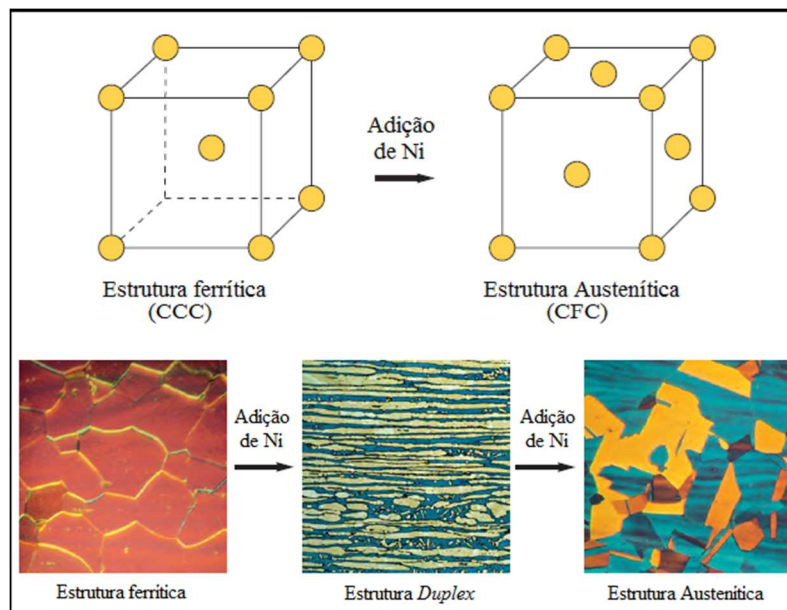 Adição
de Ni
Estrutura ferrítica
(CCC)
Estrutura Austenítica
(CFC)
Adição
de Ni
Adição
de Ni
Estrutura ferrítica
Estrutura Duplex
Estrutura Austenítica